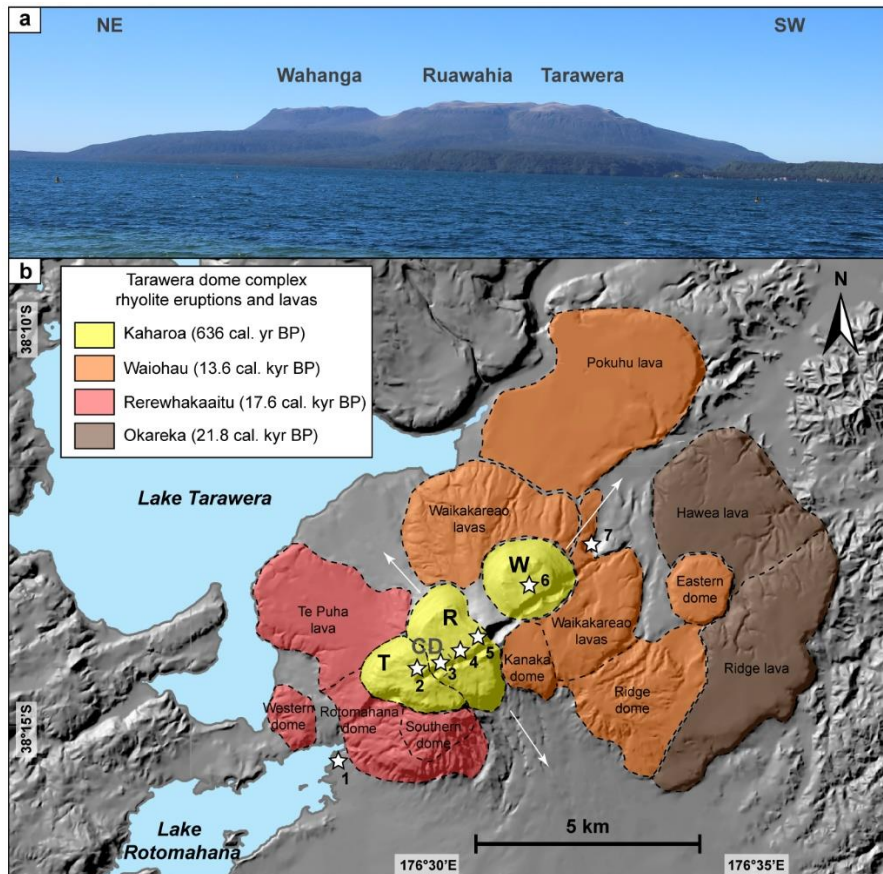 a
NE
SW
Wahanga
Ruawahia
Tarawera
b
Tarawera dome complex
rhyolite eruptions and lavas
Kaharoa (636 cal. yr BP)
Waiohau (13.6 cal. kyr BP)
Rerewhakaaitu (17.6 cal. kyr BP)
Okareka (21.8 cal. kyr BP)
N
38°10'S
Pokuhu lava
Lake Tarawera
Waikakareao
lavas
Hawea lava
7
W
6
Eastern
dome
Te Puha
lava
R
Waikakareao
lavas
CD
5
4
T
3
2
Kanaka
dome
Ridge lava
Ridge
dome
38°15'S
Western
dome
Rotomahana
dome
Southern
dome
1
Lake
Rotomahana
5 km
176°30'E
176°35'E